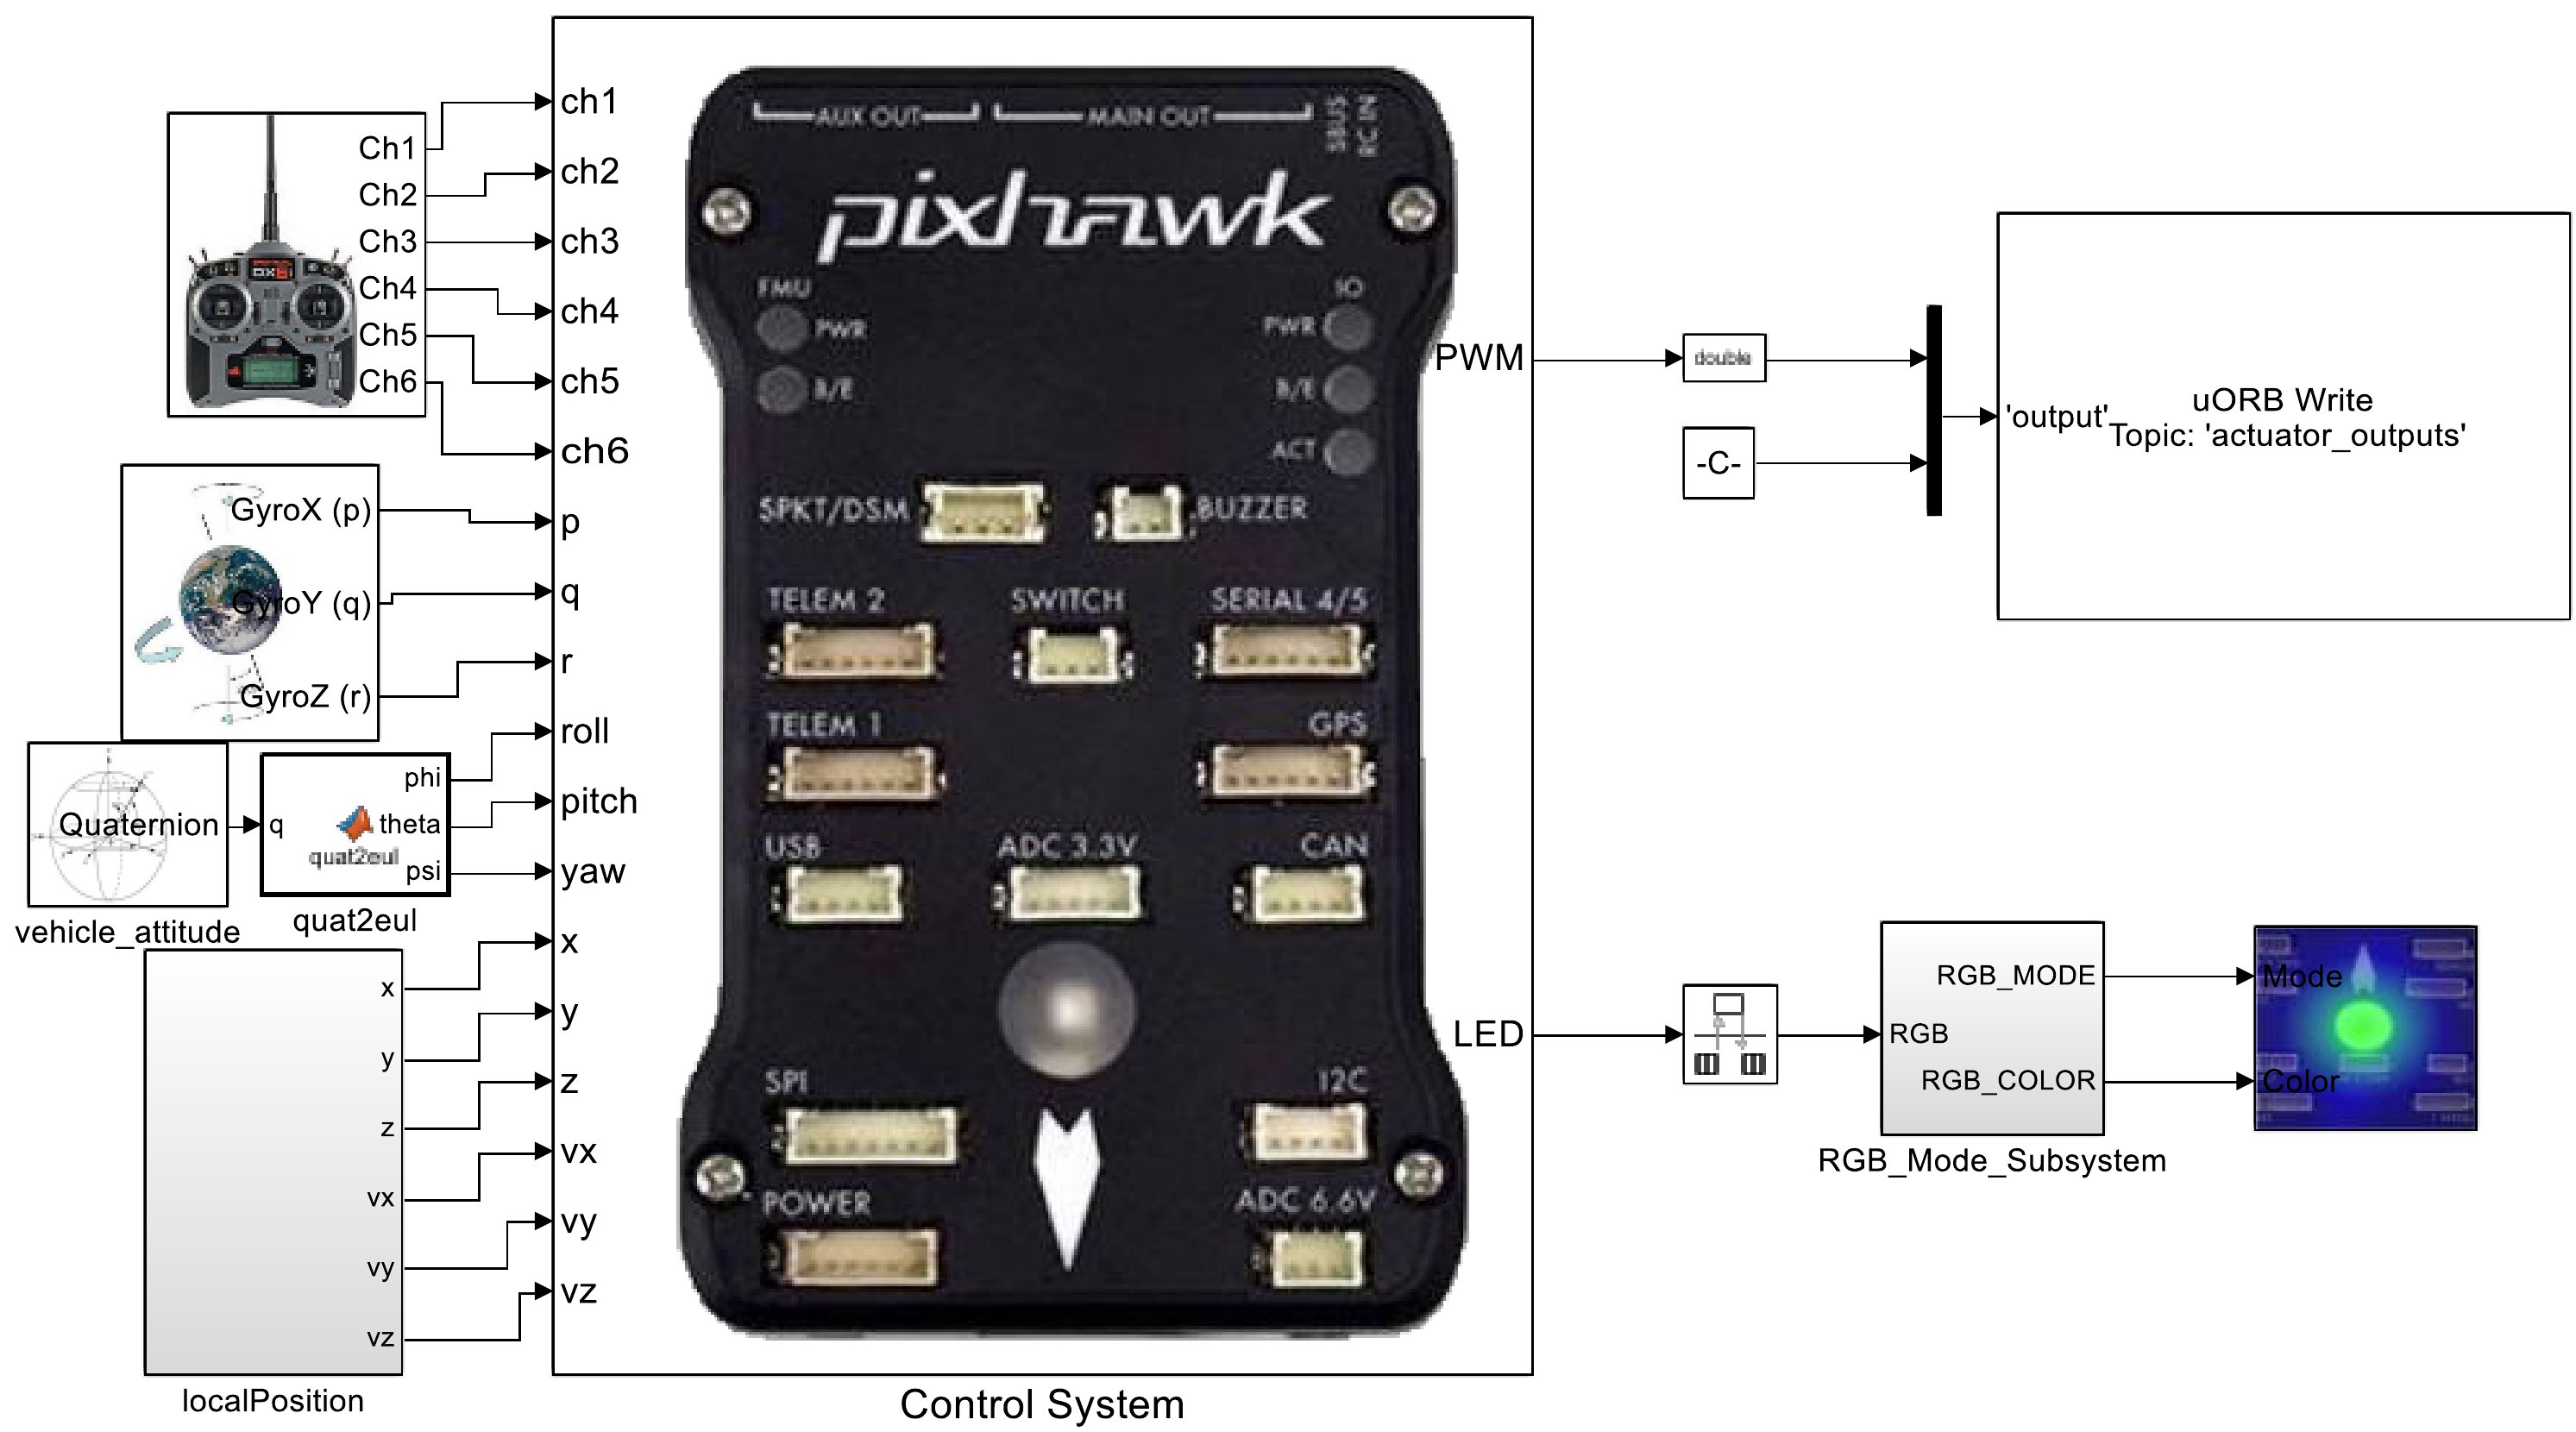 Ch1
Ch2
Ch3
Ch4
Ch5
Ch6
GyroX (p)
GyroY (q)
GyroZ (r)
Quaternion
vehicle_attitude
q
phi
theta
psi
quat2eul
quat2eul
x
y
z
vx
vy
vz
localPosition
ch1
ch2
ch3
ch4
ch5
ch6
p
q
r
roll
pitch
yaw
x
y
z
vx
vy
vz
AUX OUT
MAIN OUT
SBUS
RC IN
pixhawk
FMU
PWR
B/E
IO
PWR
B/E
ACT
SPKT/DSM
BUZZER
TELEM 2
SWITCH
SERIAL 4/5
TELEM 1
GPS
USB
ADC 3.3V
CAN
SPI
I2C
POWER
ADC 6.6V
PWM
LED
Control System
double
-C-
'output'
uORB Write
Topic: 'actuator_outputs'
RGB
RGB_MODE
RGB_COLOR
RGB_Mode_Subsystem
Mode
Color